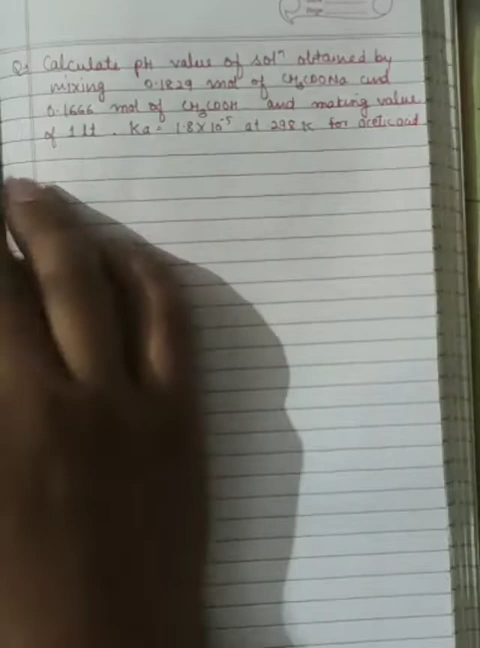 Q: Calculate pH value of solⁿ obtained by
mixing 0.1829 mol of CH₃COONa and
0.1666 mol of CH₃COOH and making value
of 1 lt. Ka = 1.8×10⁻⁵ at 298 K for acetic acid